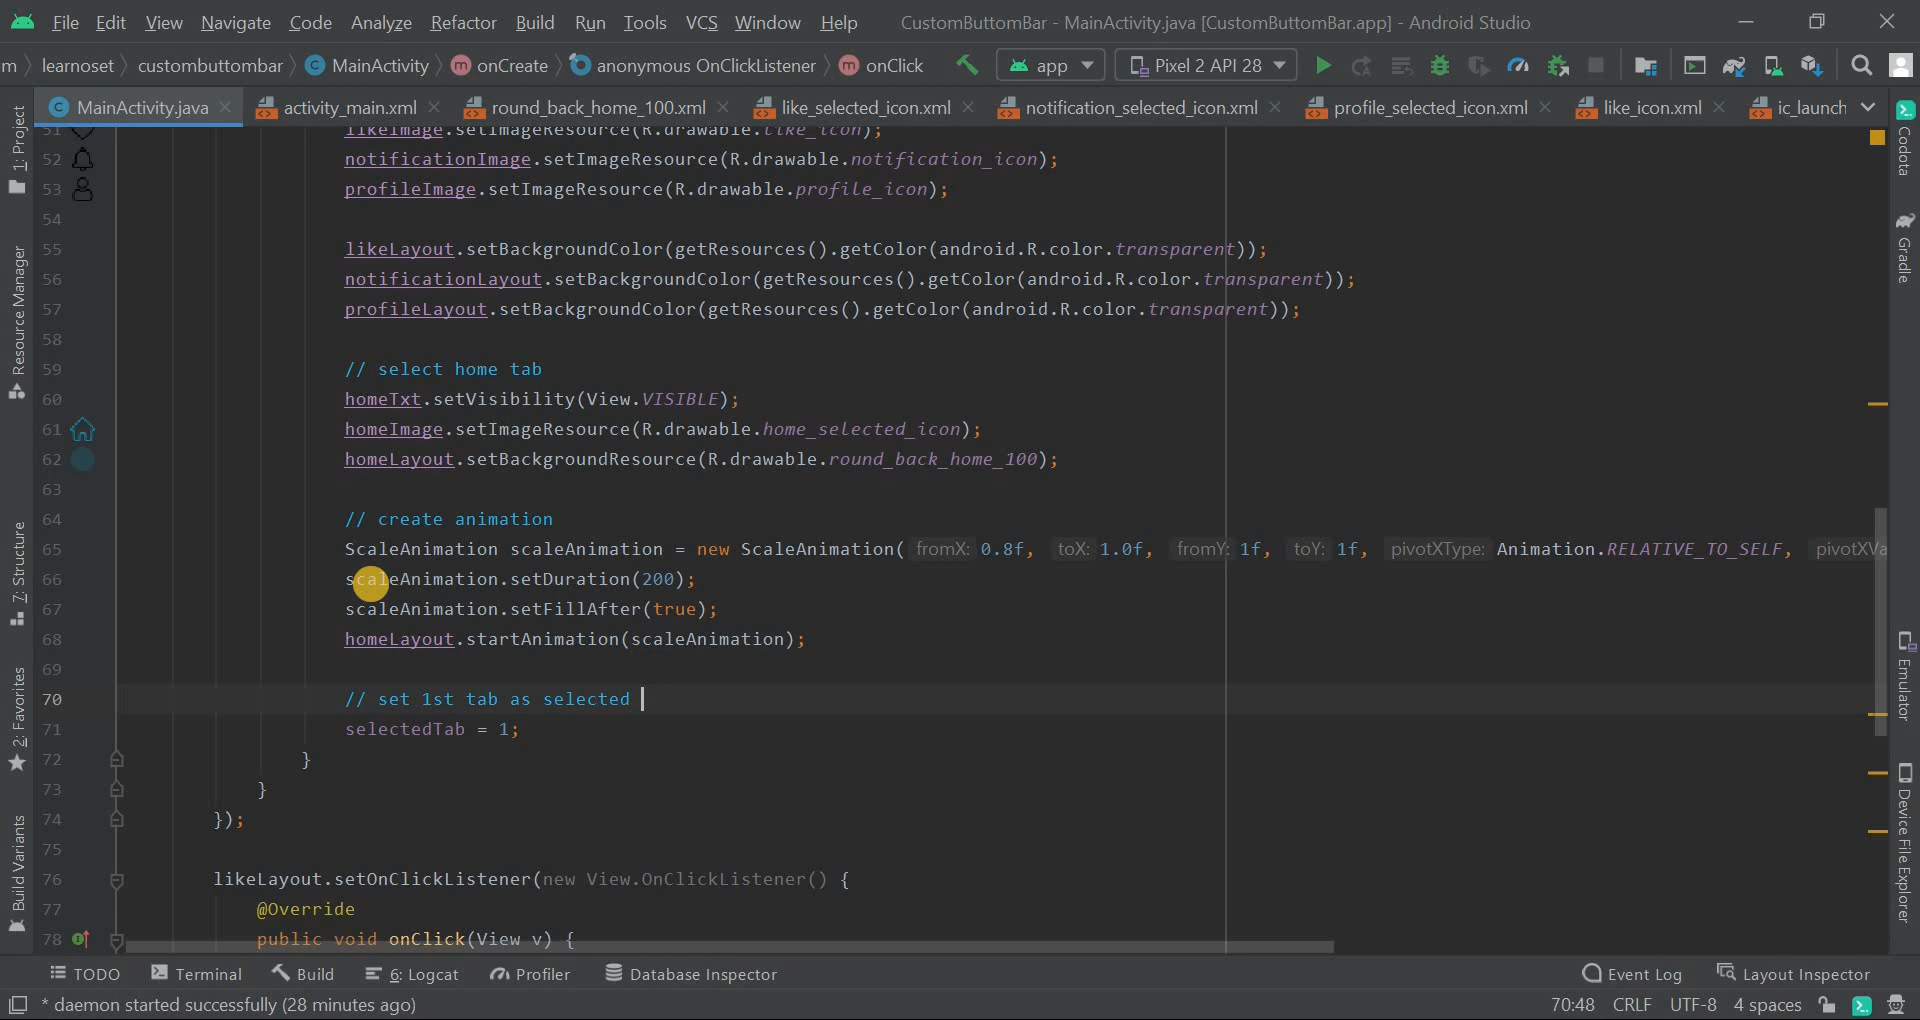 File Edit View Navigate Code Analyze Refactor Build Run Tools VCS Window Help CustomButtomBar - MainActivity.java [CustomButtomBar.app] - Android Studio
m learnoset custombuttombar MainActivity onCreate anonymous OnClickListener onClick app Pixel 2 API 28
MainActivity.java activity_main.xml round_back_home_100.xml like_selected_icon.xml notification_selected_icon.xml profile_selected_icon.xml like_icon.xml ic_launch
51 likeImage.setImageResource(R.drawable.like_icon);
52 notificationImage.setImageResource(R.drawable.notification_icon);
53 profileImage.setImageResource(R.drawable.profile_icon);
54
55 likeLayout.setBackgroundColor(getResources().getColor(android.R.color.transparent));
56 notificationLayout.setBackgroundColor(getResources().getColor(android.R.color.transparent));
57 profileLayout.setBackgroundColor(getResources().getColor(android.R.color.transparent));
58
59 // select home tab
60 homeTxt.setVisibility(View.VISIBLE);
61 homeImage.setImageResource(R.drawable.home_selected_icon);
62 homeLayout.setBackgroundResource(R.drawable.round_back_home_100);
63
64 // create animation
65 ScaleAnimation scaleAnimation = new ScaleAnimation( fromX: 0.8f, toX: 1.0f, fromY: 1f, toY: 1f, pivotXType: Animation.RELATIVE_TO_SELF, pivotXVa
66 scaleAnimation.setDuration(200);
67 scaleAnimation.setFillAfter(true);
68 homeLayout.startAnimation(scaleAnimation);
69
70 // set 1st tab as selected
71 selectedTab = 1;
72 }
73 }
74 });
75
76 likeLayout.setOnClickListener(new View.OnClickListener() {
77 @Override
78 public void onClick(View v) {
1: Project
Resource Manager
7: Structure
2: Favorites
Build Variants
Codota
Gradle
Emulator
Device File Explorer
TODO Terminal Build 6: Logcat Profiler Database Inspector Event Log Layout Inspector
* daemon started successfully (28 minutes ago) 70:48 CRLF UTF-8 4 spaces